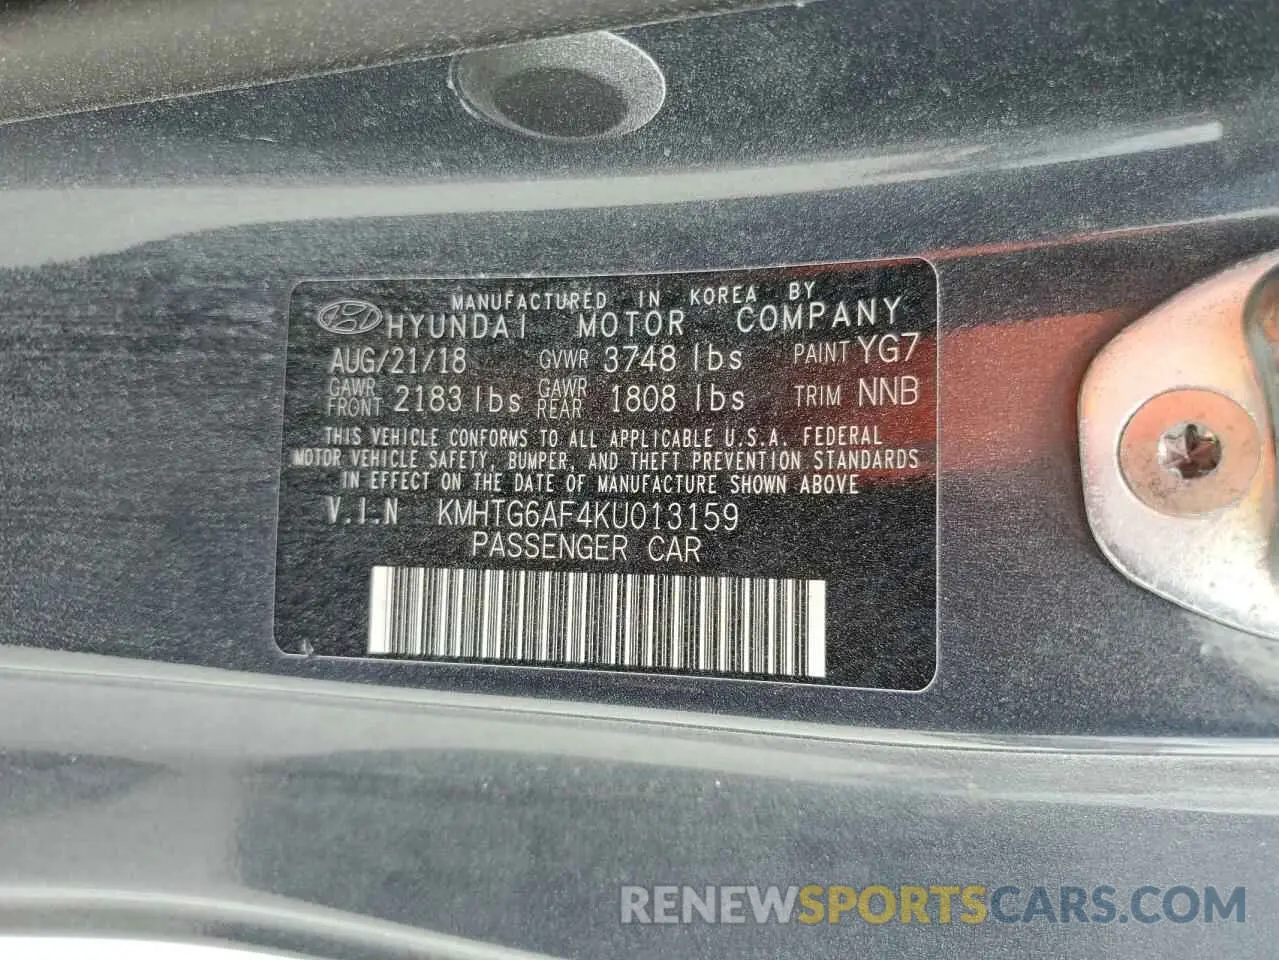 MANUFACTURED IN KOREA BY
HYUNDAI MOTOR COMPANY
AUG/21/18 GVWR 3748 lbs PAINT YG7
GAWR FRONT 2183 lbs GAWR REAR 1808 lbs TRIM NNB
THIS VEHICLE CONFORMS TO ALL APPLICABLE U.S.A. FEDERAL
MOTOR VEHICLE SAFETY, BUMPER, AND THEFT PREVENTION STANDARDS
IN EFFECT ON THE DATE OF MANUFACTURE SHOWN ABOVE
V.I.N KMHTG6AF4KU013159
PASSENGER CAR
RENEWSPORTSCARS.COM